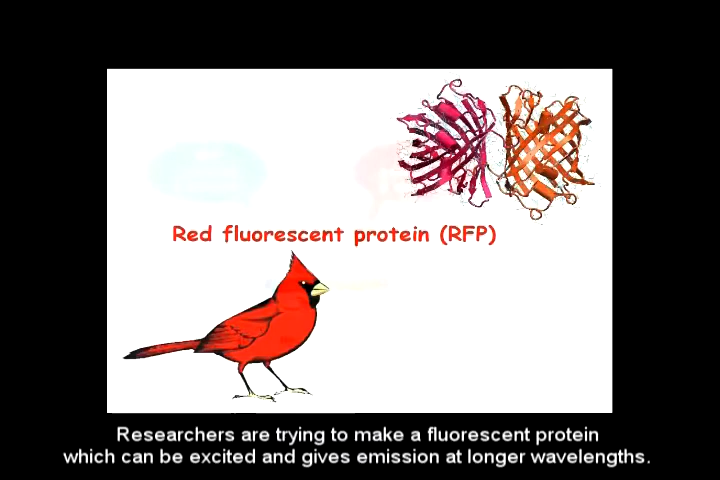 Red fluorescent protein (RFP)
Researchers are trying to make a fluorescent protein
which can be excited and gives emission at longer wavelengths.